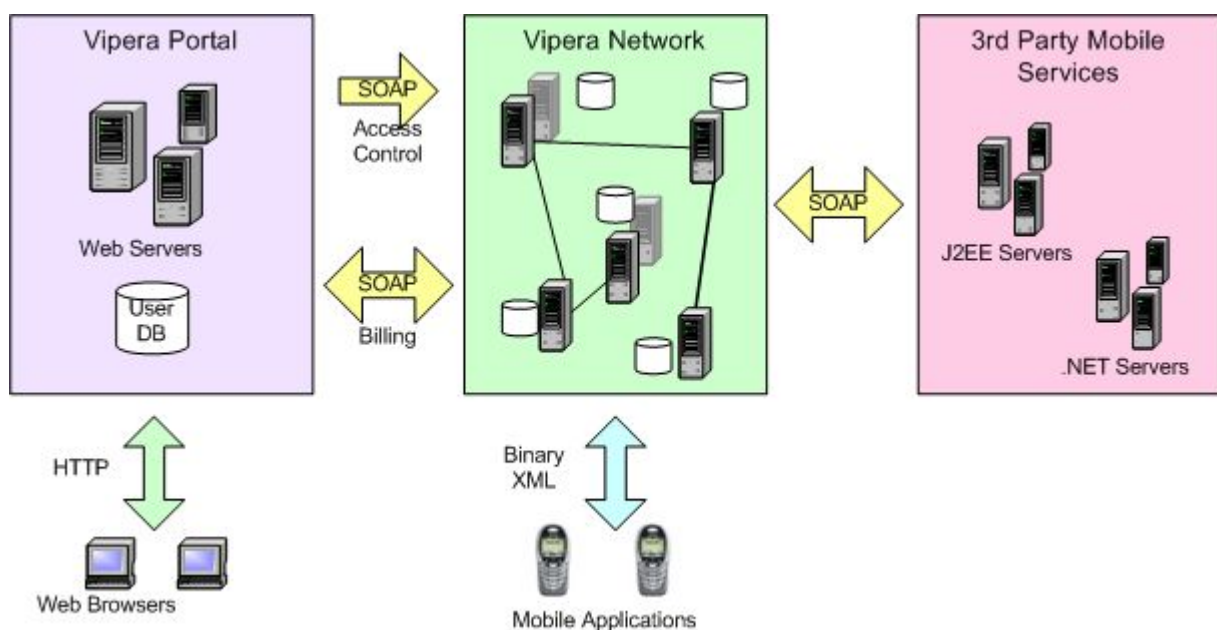 Vipera Portal
Web Servers
User
DB
SOAP
Access
Control
SOAP
Billing
Vipera Network
SOAP
3rd Party Mobile
Services
J2EE Servers
.NET Servers
HTTP
Web Browsers
Binary
XML
Mobile Applications